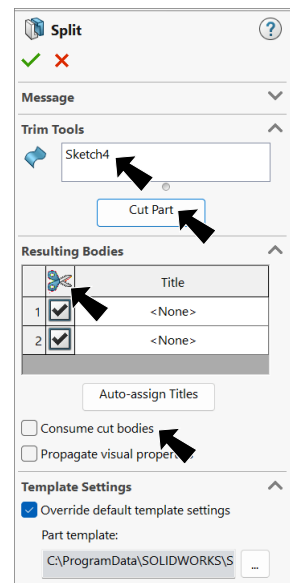 Split
?
Message
Trim Tools
Sketch4
Cut Part
Resulting Bodies
Title
1 <None>
2 <None>
Auto-assign Titles
Consume cut bodies
Propagate visual
Template Settings
Override default template settings
Part template:
C:\ProgramData\SOLIDWORKS\S ...